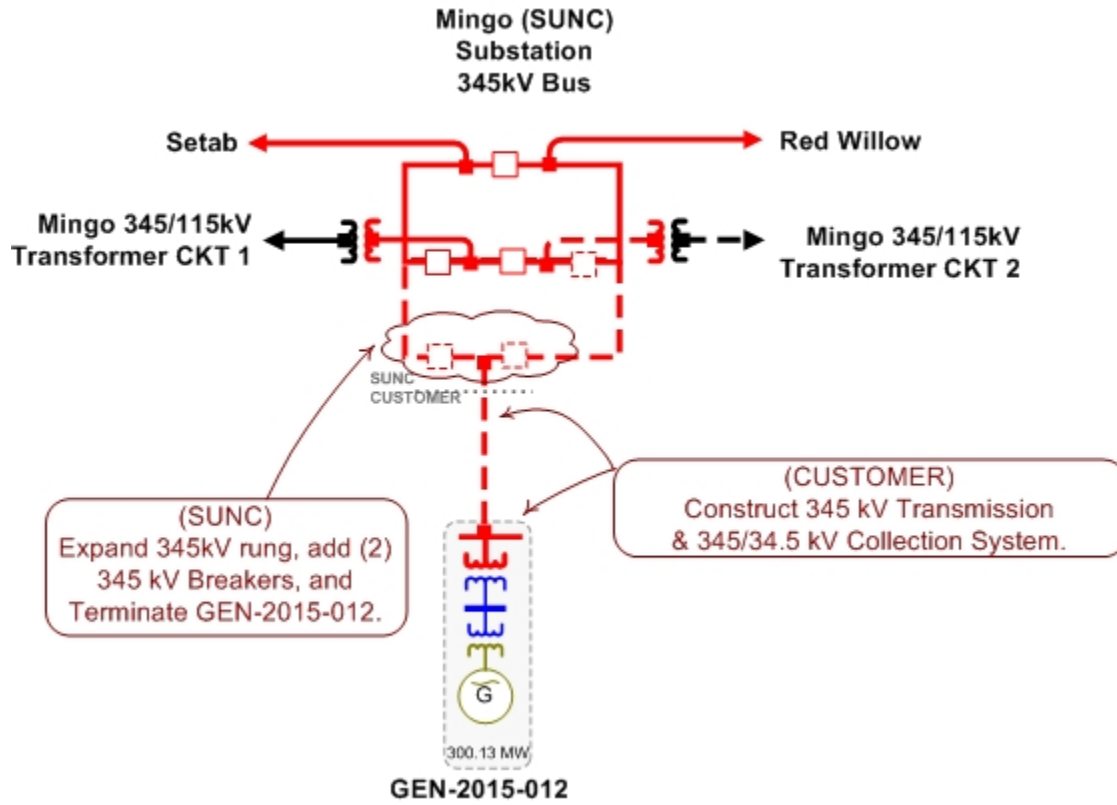 Mingo (SUNC)
Substation
345kV Bus
Setab
Red Willow
Mingo 345/115kV
Transformer CKT 1
Mingo 345/115kV
Transformer CKT 2
SUNC
CUSTOMER
(SUNC)
Expand 345kV rung, add (2)
345 kV Breakers, and
Terminate GEN-2015-012.
(CUSTOMER)
Construct 345 kV Transmission
& 345/34.5 kV Collection System.
G
300.13 MW
GEN-2015-012